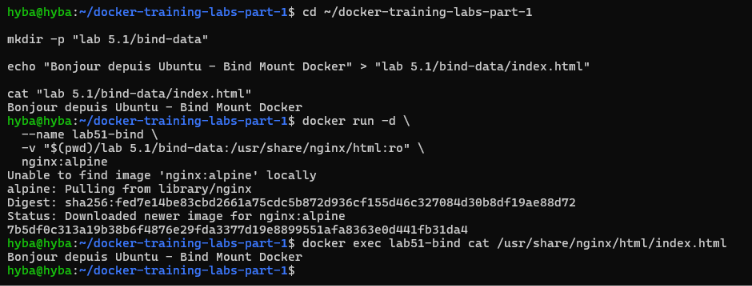 hyba@hyba:~/docker-training-labs-part-1$ cd ~/docker-training-labs-part-1
mkdir -p "lab 5.1/bind-data"
echo "Bonjour depuis Ubuntu - Bind Mount Docker" > "lab 5.1/bind-data/index.html"
cat "lab 5.1/bind-data/index.html"
Bonjour depuis Ubuntu - Bind Mount Docker
hyba@hyba:~/docker-training-labs-part-1$ docker run -d \
  --name lab51-bind \
  -v "$(pwd)/lab 5.1/bind-data:/usr/share/nginx/html:ro" \
  nginx:alpine
Unable to find image 'nginx:alpine' locally
alpine: Pulling from library/nginx
Digest: sha256:fed7e14be83cbd2661a75cdc5b872d936cf155d46c327084d30b8df19ae88d72
Status: Downloaded newer image for nginx:alpine
7b5df0c313a19b38b6f4876e29fda3377d19e8899551afa8363e0d441fb31da4
hyba@hyba:~/docker-training-labs-part-1$ docker exec lab51-bind cat /usr/share/nginx/html/index.html
Bonjour depuis Ubuntu - Bind Mount Docker
hyba@hyba:~/docker-training-labs-part-1$